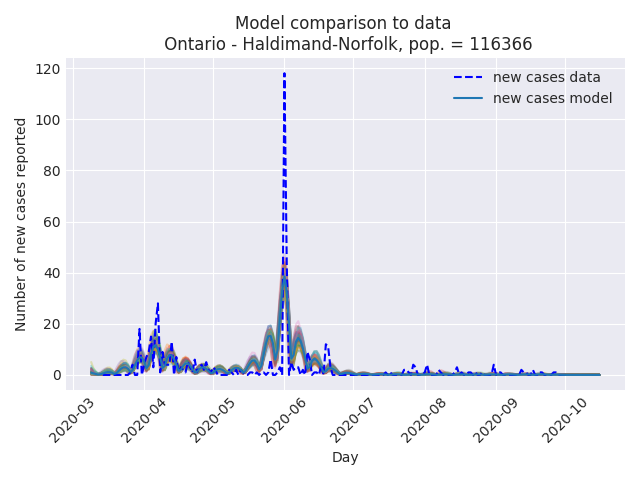 Model comparison to data
Ontario - Haldimand-Norfolk, pop. = 116366
new cases data
new cases model
Number of new cases reported
120
100
80
60
40
20
0
2020-03
2020-04
2020-05
2020-06
2020-07
2020-08
2020-09
2020-10
Day